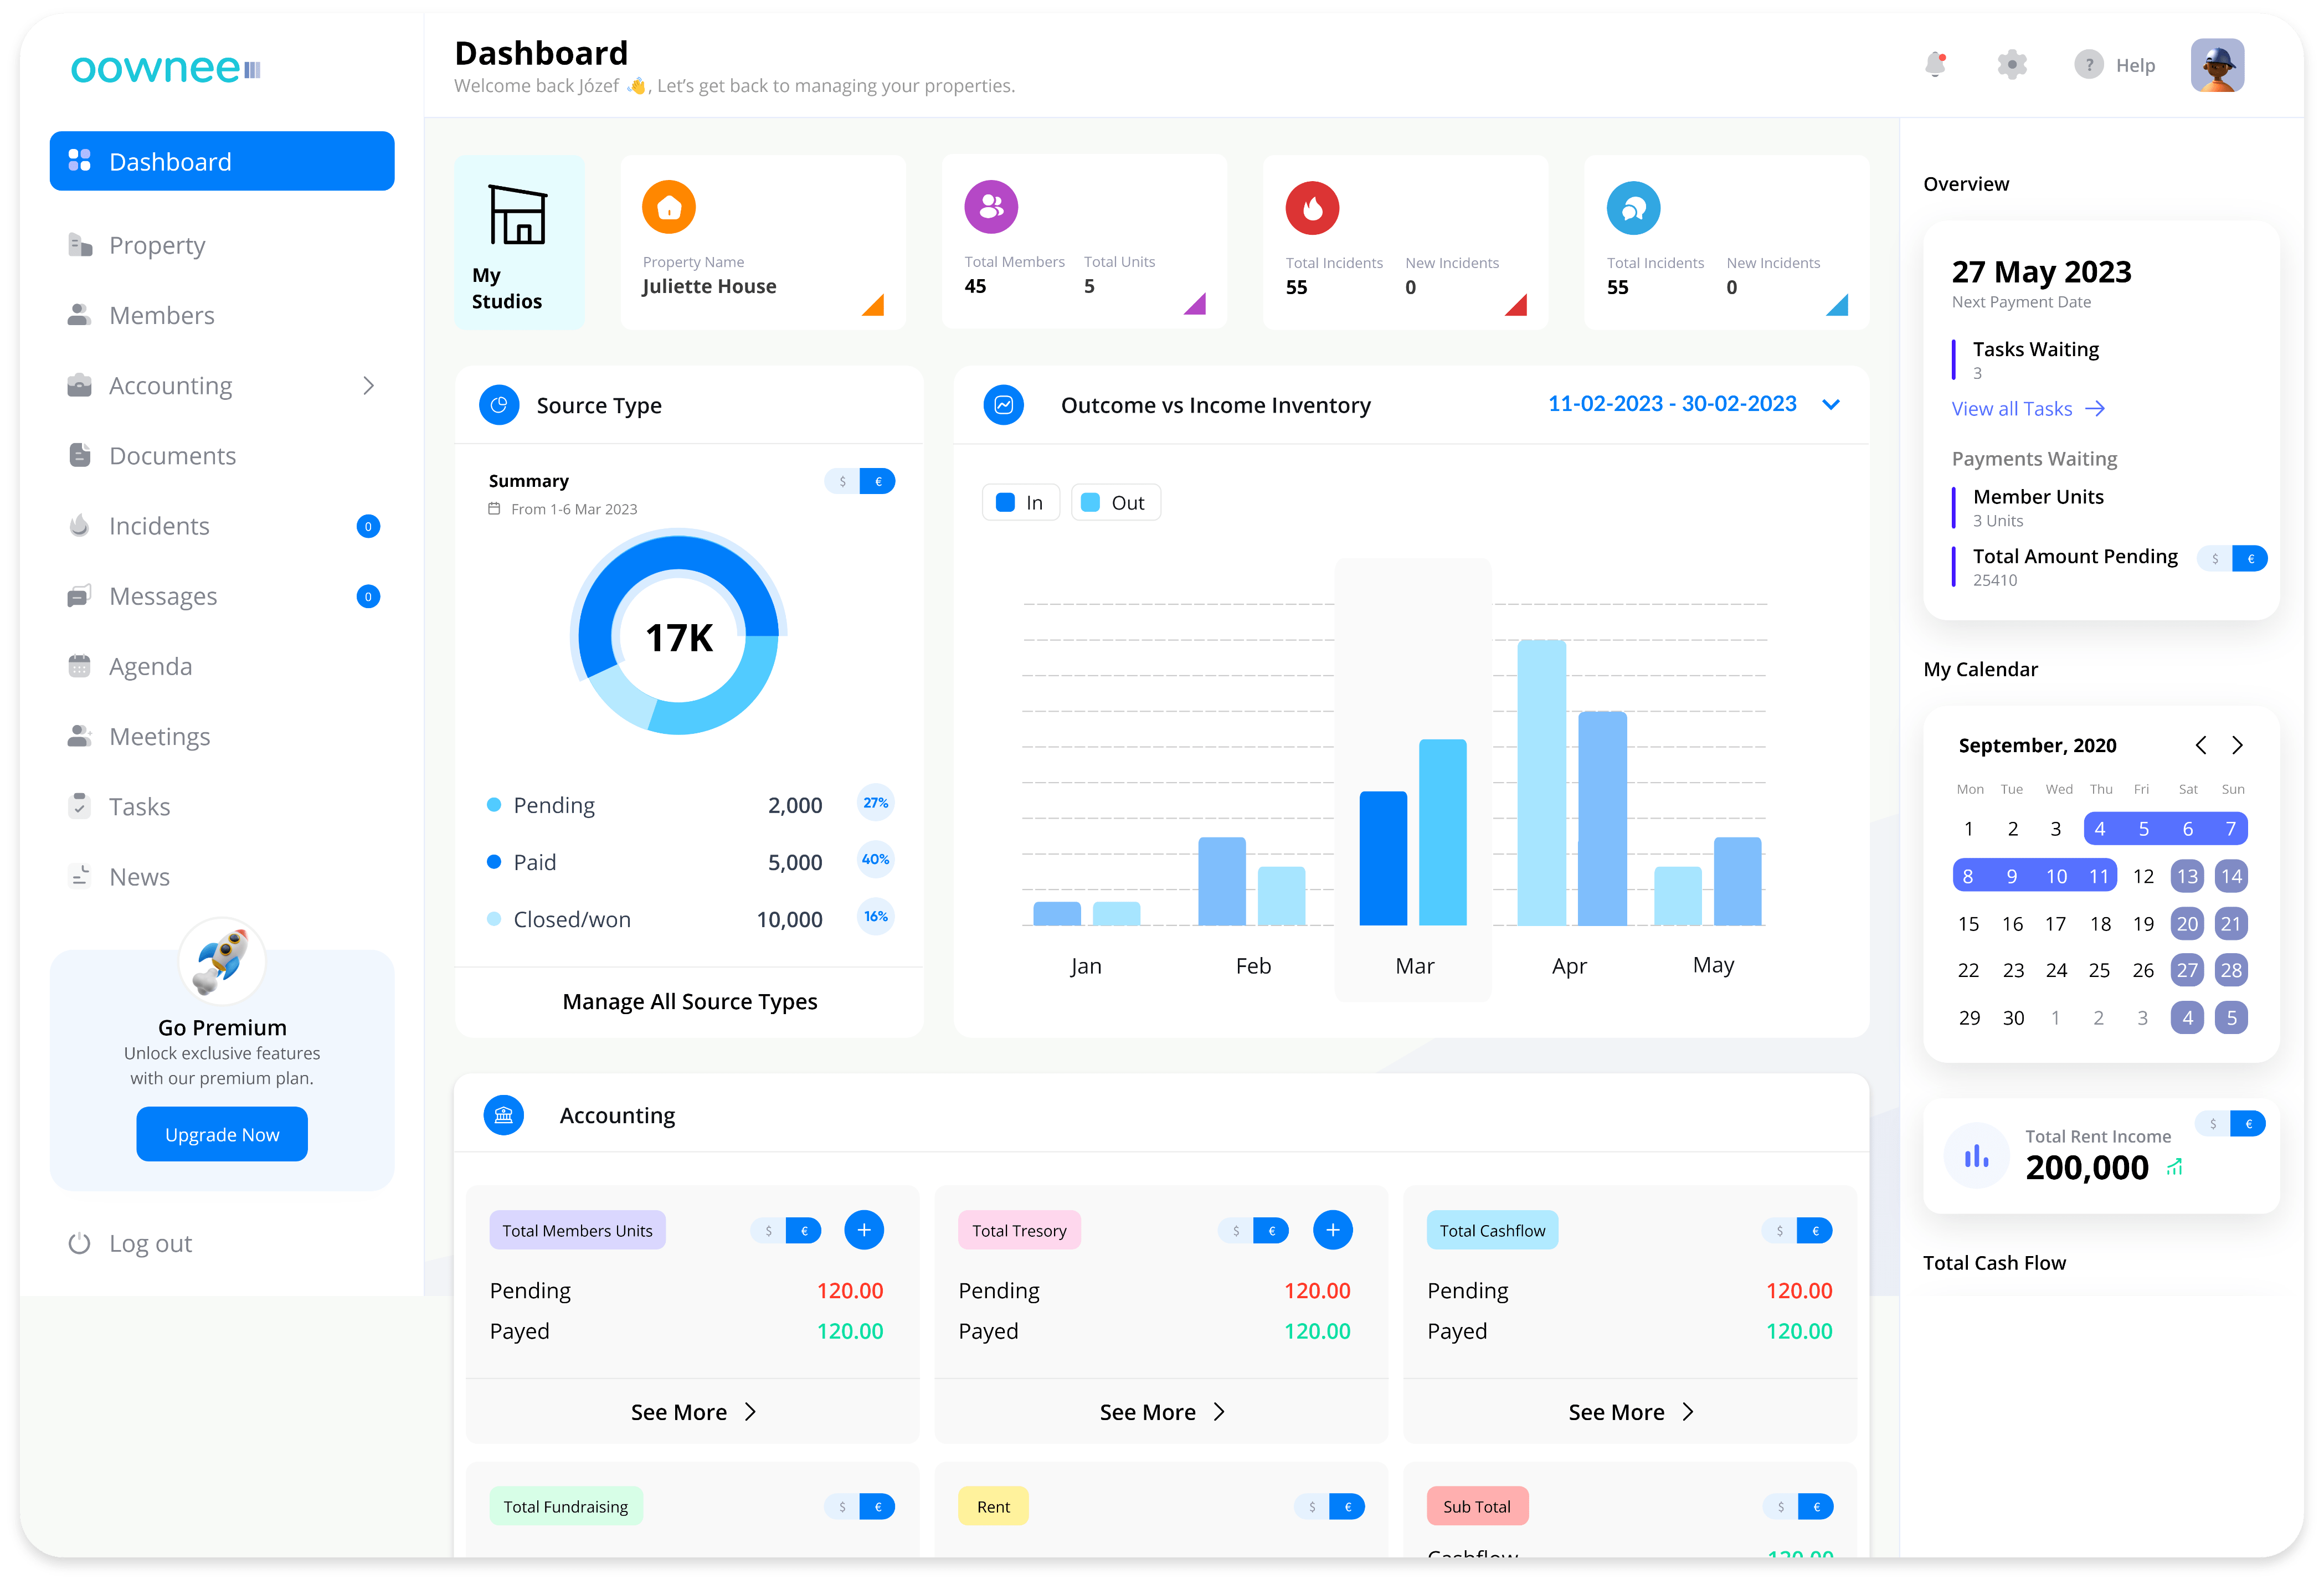 oownee
Dashboard
Property
Members
Accounting
Documents
Incidents 0
Messages 0
Agenda
Meetings
Tasks
News
Go Premium
Unlock exclusive features
with our premium plan.
Upgrade Now
Log out
Dashboard
Welcome back Józef 👋, Let’s get back to managing your properties.
? Help
My
Studios
Property Name
Juliette House
Total Members Total Units
45 5
Total Incidents New Incidents
55 0
Total Incidents New Incidents
55 0
Source Type
Summary $ €
From 1-6 Mar 2023
17K
Pending 2,000 27%
Paid 5,000 40%
Closed/won 10,000 16%
Manage All Source Types
Outcome vs Income Inventory 11-02-2023 - 30-02-2023
In Out
Jan Feb Mar Apr May
Accounting
Total Members Units $ € +
Pending 120.00
Payed 120.00
See More
Total Tresory $ € +
Pending 120.00
Payed 120.00
See More
Total Cashflow $ €
Pending 120.00
Payed 120.00
See More
Total Fundraising $ €
Rent $ €
Sub Total $ €
Cashflow 120.00
Overview
27 May 2023
Next Payment Date
Tasks Waiting
3
View all Tasks
Payments Waiting
Member Units
3 Units
Total Amount Pending $ €
25410
My Calendar
September, 2020
Mon Tue Wed Thu Fri Sat Sun
1 2 3 4 5 6 7
8 9 10 11 12 13 14
15 16 17 18 19 20 21
22 23 24 25 26 27 28
29 30 1 2 3 4 5
$ €
Total Rent Income
200,000
Total Cash Flow